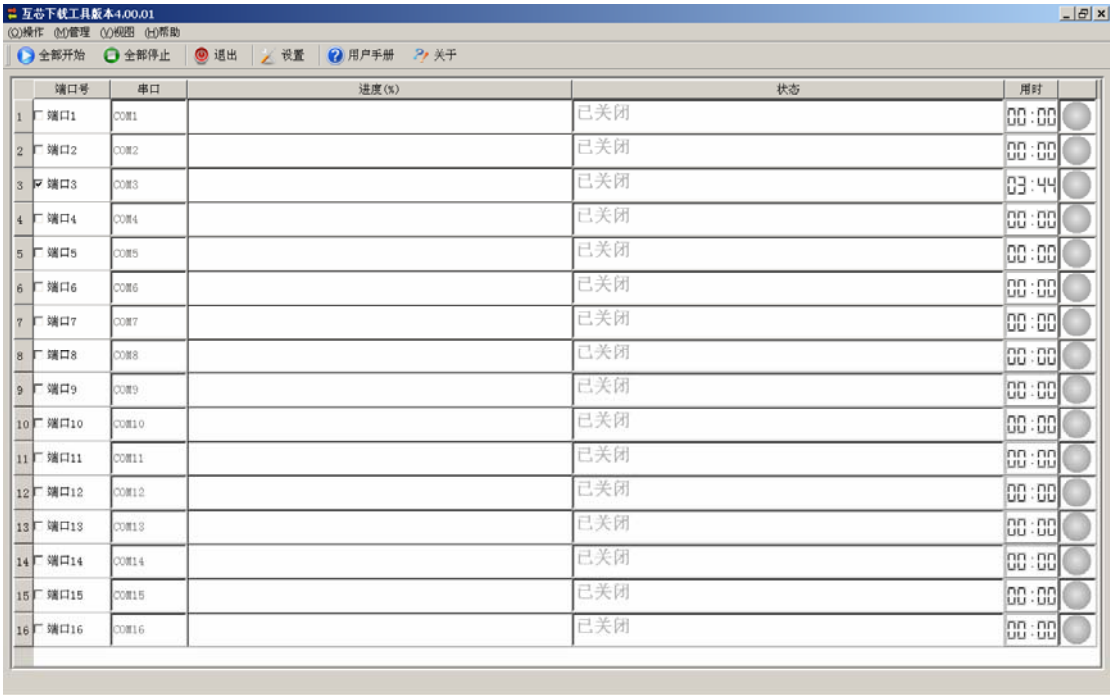 互芯下载工具版本4.00.01
(O)操作 (M)管理 (V)视图 (H)帮助
全部开始 全部停止 退出 设置 用户手册 关于
端口号 串口 进度(%) 状态 用时
1 端口1 COM1 已关闭 00:00
2 端口2 COM2 已关闭 00:00
3 端口3 COM3 已关闭 03:44
4 端口4 COM4 已关闭 00:00
5 端口5 COM5 已关闭 00:00
6 端口6 COM6 已关闭 00:00
7 端口7 COM7 已关闭 00:00
8 端口8 COM8 已关闭 00:00
9 端口9 COM9 已关闭 00:00
10 端口10 COM10 已关闭 00:00
11 端口11 COM11 已关闭 00:00
12 端口12 COM12 已关闭 00:00
13 端口13 COM13 已关闭 00:00
14 端口14 COM14 已关闭 00:00
15 端口15 COM15 已关闭 00:00
16 端口16 COM16 已关闭 00:00